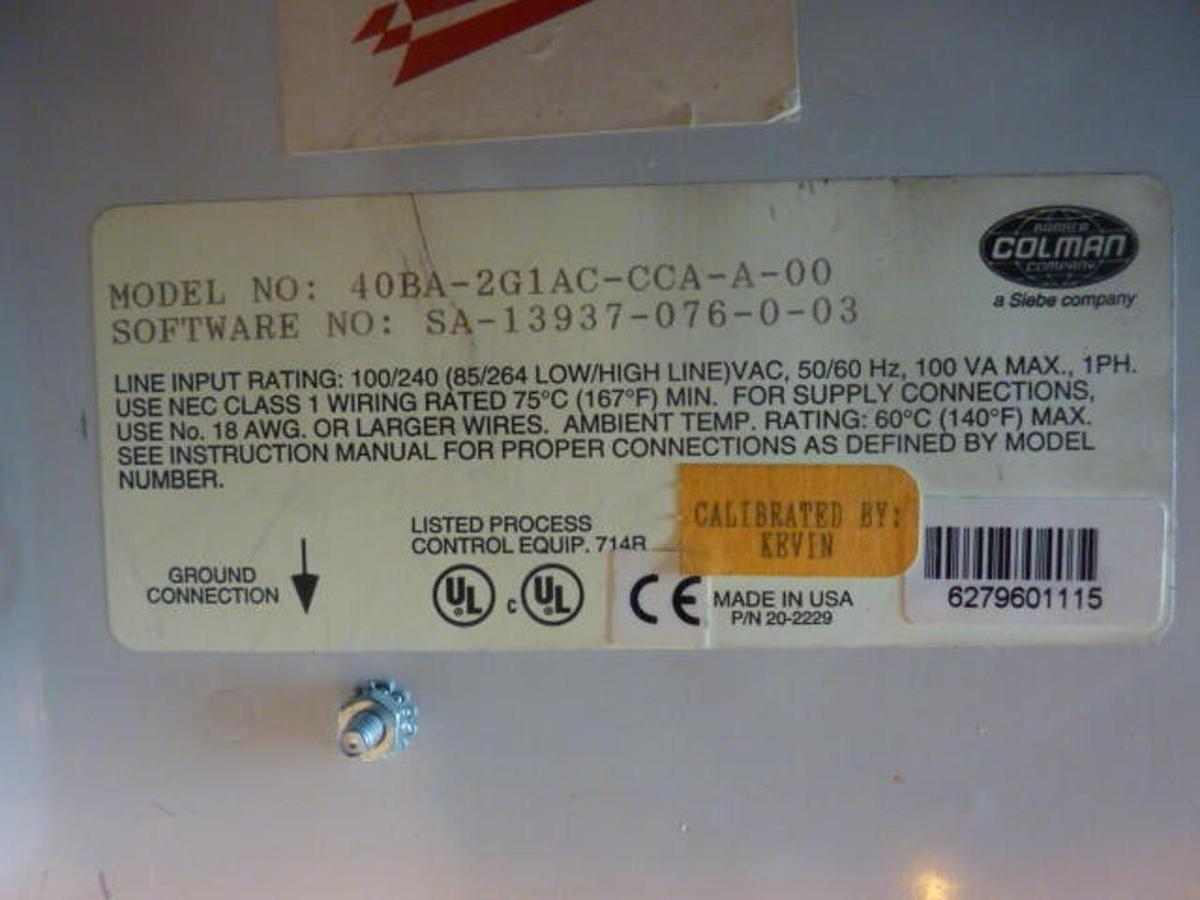 BARBER
COLMAN
COMPANY
a Siebe company
MODEL NO: 40BA-2G1AC-CCA-A-00
SOFTWARE NO: SA-13937-076-0-03
LINE INPUT RATING: 100/240 (85/264 LOW/HIGH LINE)VAC, 50/60 Hz, 100 VA MAX., 1PH.
USE NEC CLASS 1 WIRING RATED 75°C (167°F) MIN. FOR SUPPLY CONNECTIONS,
USE No. 18 AWG. OR LARGER WIRES. AMBIENT TEMP. RATING: 60°C (140°F) MAX.
SEE INSTRUCTION MANUAL FOR PROPER CONNECTIONS AS DEFINED BY MODEL
NUMBER.
CALIBRATED BY:
KEVIN
LISTED PROCESS
CONTROL EQUIP. 714R
GROUND
CONNECTION
UL c UL
CE
MADE IN USA
P/N 20-2229
6279601115